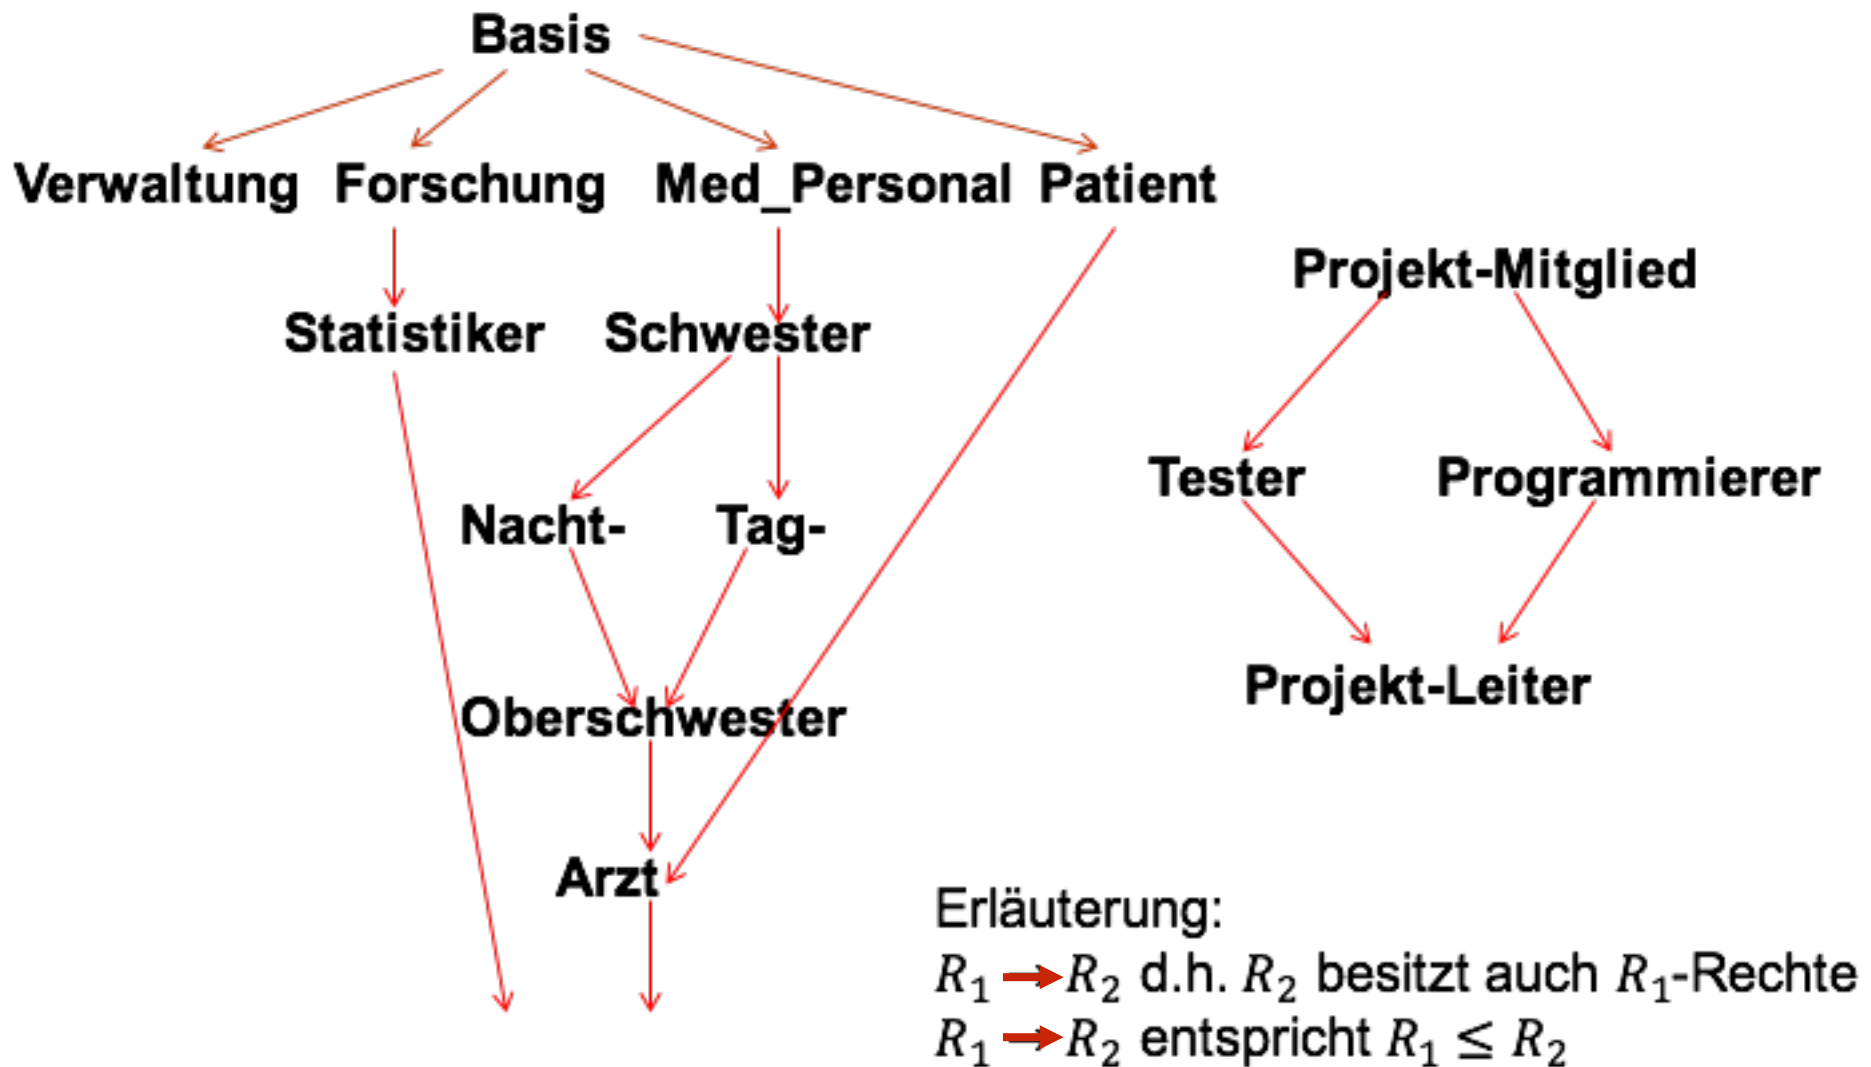 Basis
Verwaltung Forschung Med_Personal Patient
Projekt-Mitglied
Statistiker Schwester
Tester Programmierer
Nacht- Tag-
Projekt-Leiter
Oberschwester
Arzt
Erläuterung:
R₁ → R₂ d.h. R₂ besitzt auch R₁-Rechte
R₁ → R₂ entspricht R₁ ≤ R₂